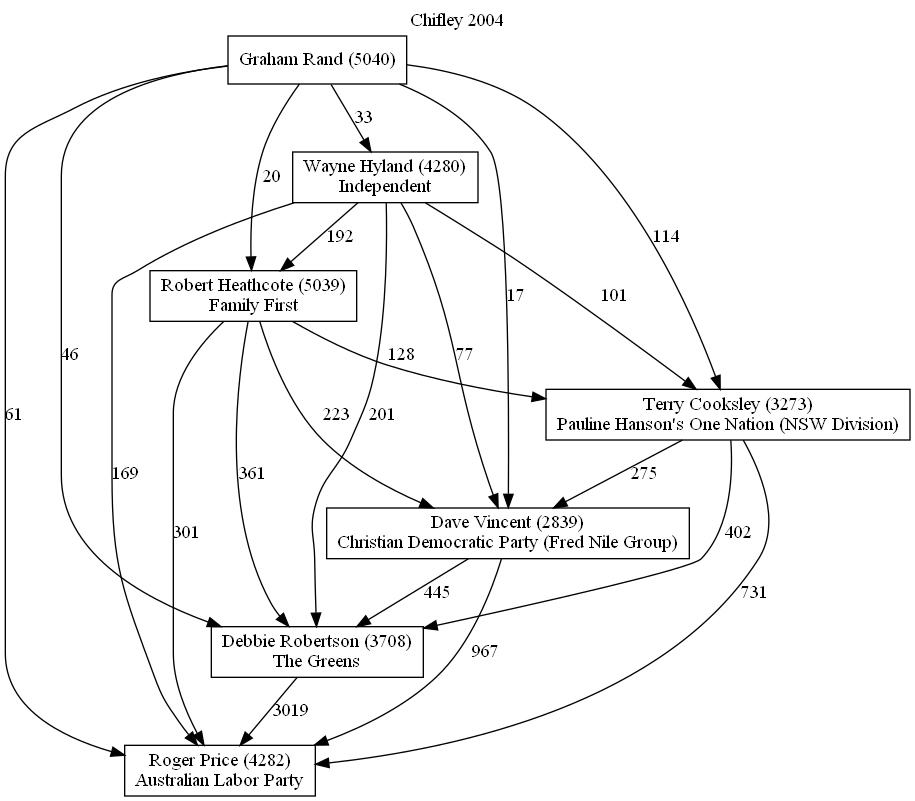 Chifley 2004
Graham Rand (5040)
33
Wayne Hyland (4280)
Independent
20
192
114
Robert Heathcote (5039)
Family First
17
101
46
128
77
61
223
201
Terry Cooksley (3273)
Pauline Hanson's One Nation (NSW Division)
169
361
275
301
Dave Vincent (2839)
Christian Democratic Party (Fred Nile Group)
402
445
731
Debbie Robertson (3708)
The Greens
967
3019
Roger Price (4282)
Australian Labor Party